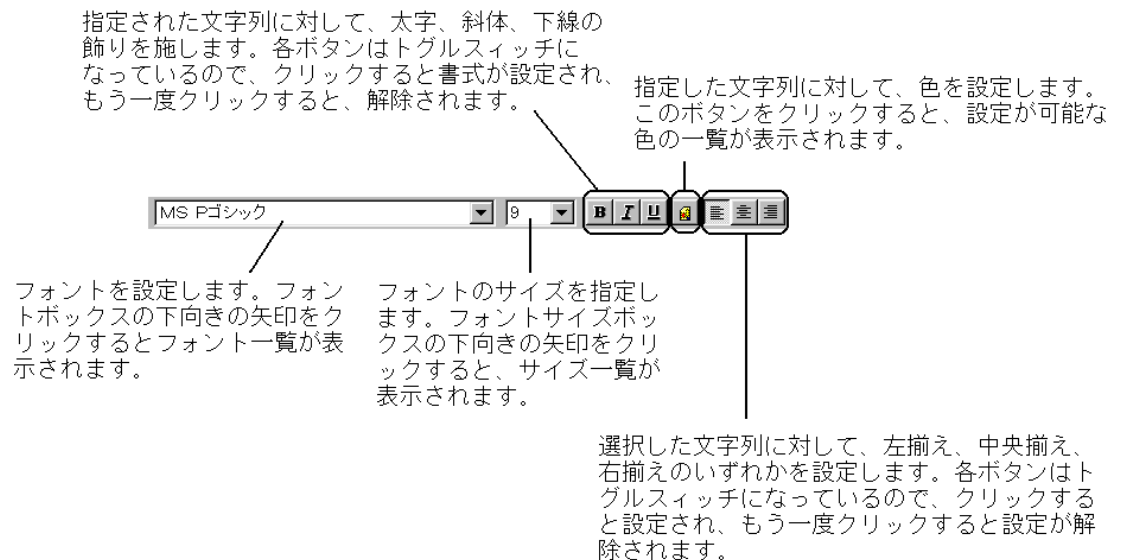 指定された文字列に対して、太字、斜体、下線の
飾りを施します。各ボタンはトグルスィッチに
なっているので、クリックすると書式が設定され、
もう一度クリックすると、解除されます。
指定した文字列に対して、色を設定します。
このボタンをクリックすると、設定が可能な
色の一覧が表示されます。
MS Pゴシック
9
B I U
フォントを設定します。フォン
トボックスの下向きの矢印をク
リックするとフォント一覧が表
示されます。
フォントのサイズを指定し
ます。フォントサイズボッ
クスの下向きの矢印をクリ
ックすると、サイズ一覧が
表示されます。
選択した文字列に対して、左揃え、中央揃え、
右揃えのいずれかを設定します。各ボタンはト
グルスィッチになっているので、クリックする
と設定され、もう一度クリックすると設定が解
除されます。